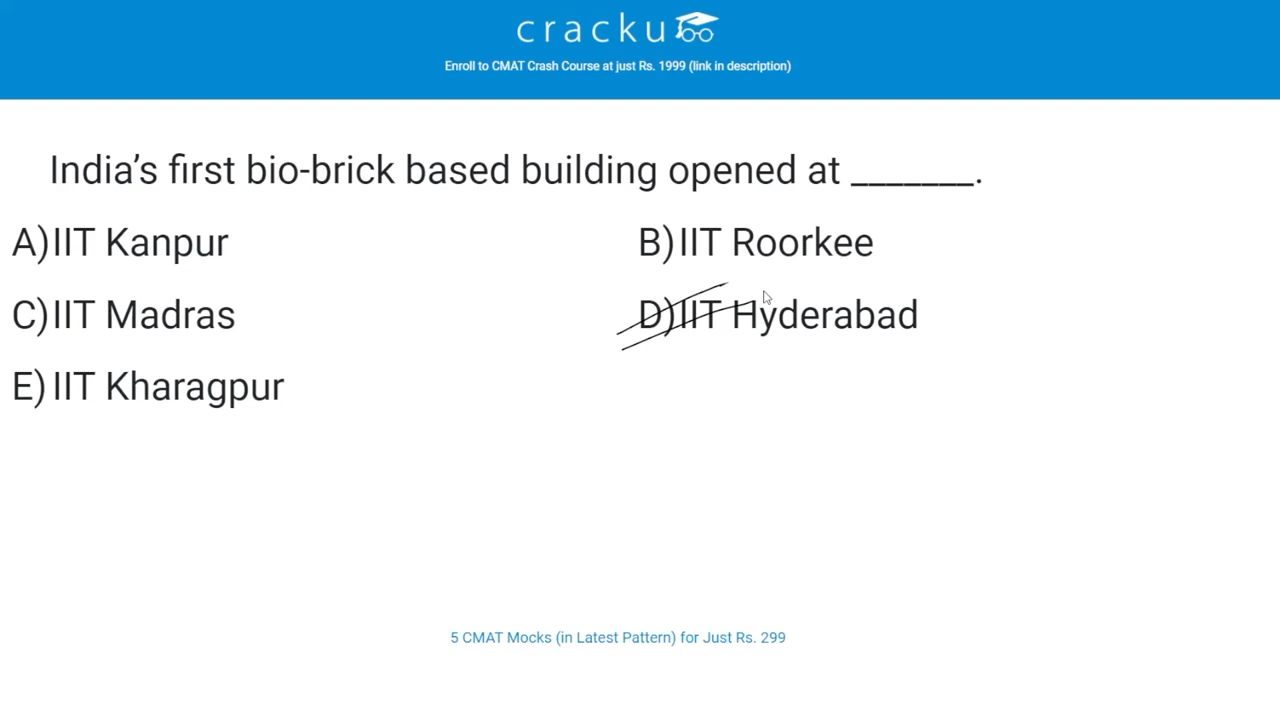 cracku
Enroll to CMAT Crash Course at just Rs. 1999 (link in description)
India's first bio-brick based building opened at _______.
A) IIT Kanpur
B) IIT Roorkee
C) IIT Madras
D) IIT Hyderabad
E) IIT Kharagpur
5 CMAT Mocks (in Latest Pattern) for Just Rs. 299